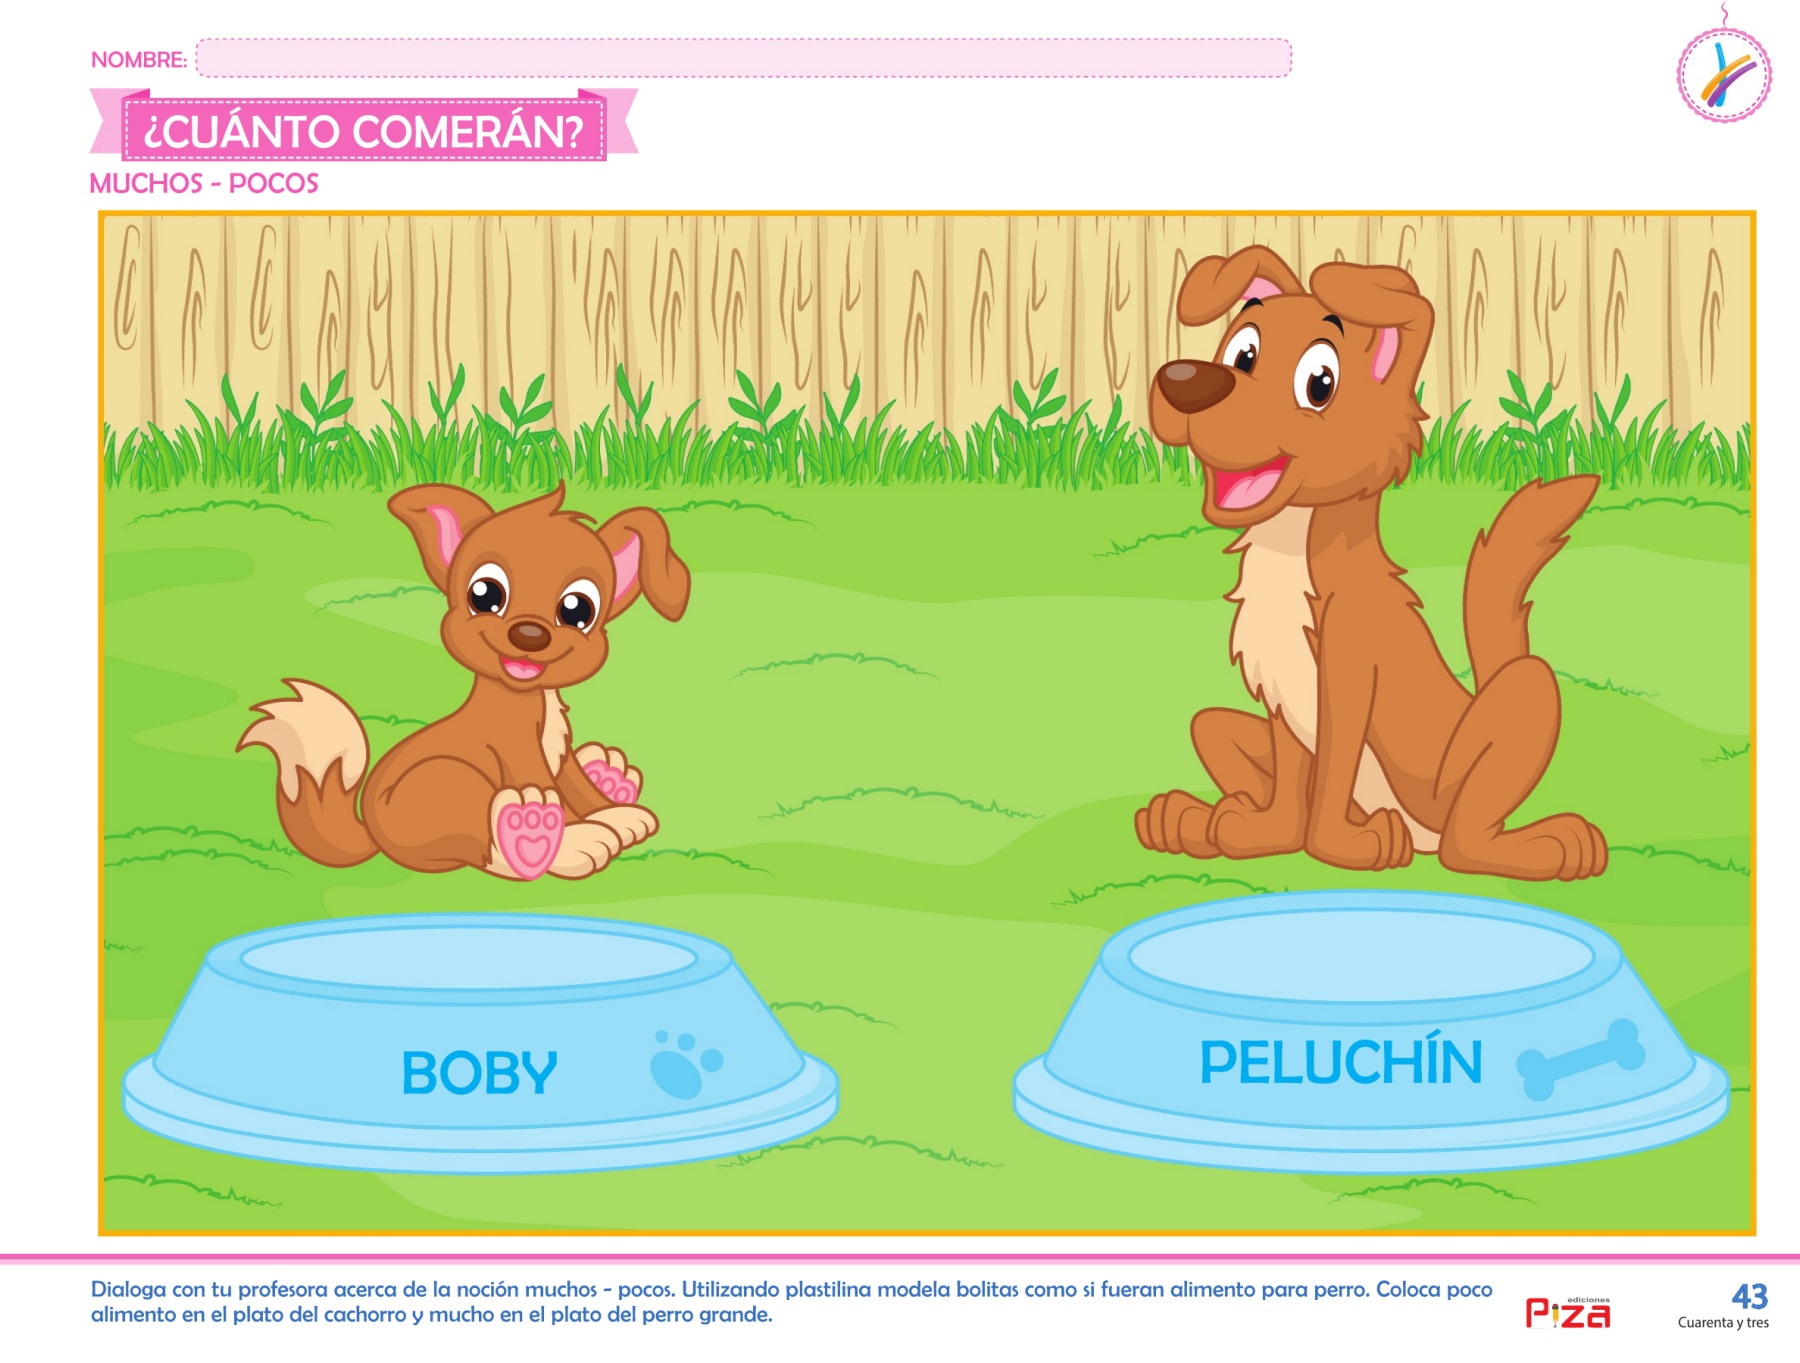 NOMBRE:
¿CUÁNTO COMERÁN?
MUCHOS - POCOS
BOBY
PELUCHÍN
Dialoga con tu profesora acerca de la noción muchos - pocos. Utilizando plastilina modela bolitas como si fueran alimento para perro. Coloca poco
alimento en el plato del cachorro y mucho en el plato del perro grande.
ediciones
Piza
43
Cuarenta y tres